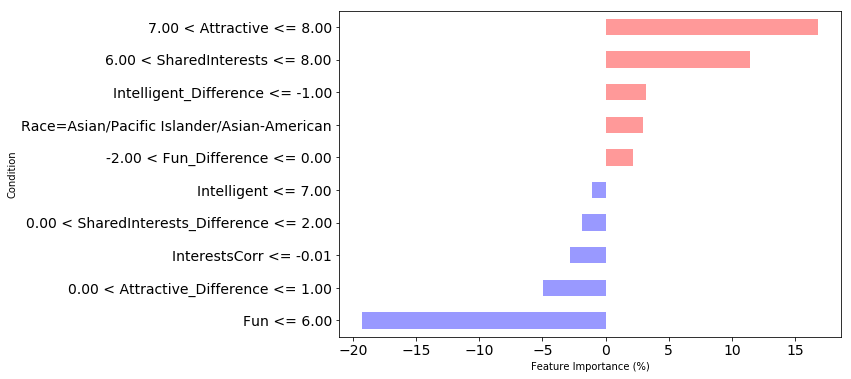 7.00 < Attractive <= 8.00
6.00 < SharedInterests <= 8.00
Intelligent_Difference <= -1.00
Race=Asian/Pacific Islander/Asian-American
-2.00 < Fun_Difference <= 0.00
Intelligent <= 7.00
0.00 < SharedInterests_Difference <= 2.00
InterestsCorr <= -0.01
0.00 < Attractive_Difference <= 1.00
Fun <= 6.00
Condition
−20 −15 −10 −5 0 5 10 15
Feature Importance (%)